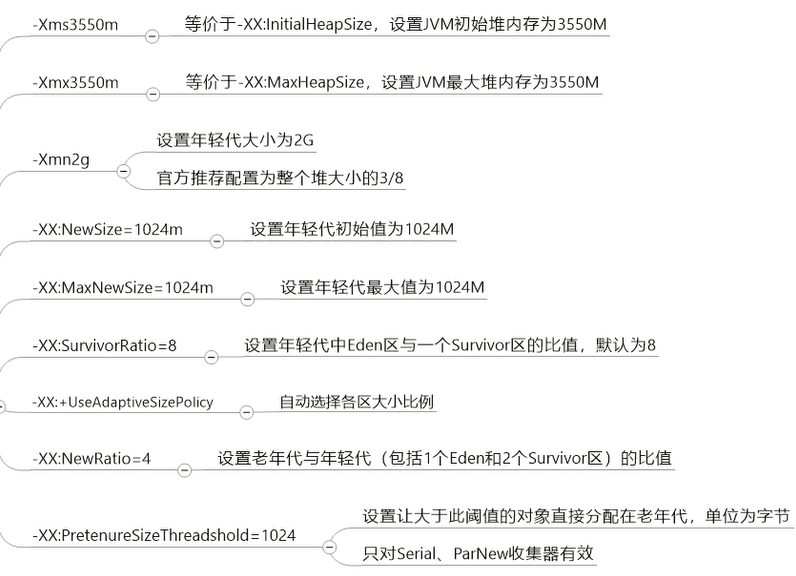 -Xms3550m
等价于-XX:InitialHeapSize，设置JVM初始堆内存为3550M
-Xmx3550m
等价于-XX:MaxHeapSize，设置JVM最大堆内存为3550M
-Xmn2g
设置年轻代大小为2G
官方推荐配置为整个堆大小的3/8
-XX:NewSize=1024m
设置年轻代初始值为1024M
-XX:MaxNewSize=1024m
设置年轻代最大值为1024M
-XX:SurvivorRatio=8
设置年轻代中Eden区与一个Survivor区的比值，默认为8
-XX:+UseAdaptiveSizePolicy
自动选择各区大小比例
-XX:NewRatio=4
设置老年代与年轻代（包括1个Eden和2个Survivor区）的比值
-XX:PretenureSizeThreadshold=1024
设置让大于此阈值的对象直接分配在老年代，单位为字节
只对Serial、ParNew收集器有效